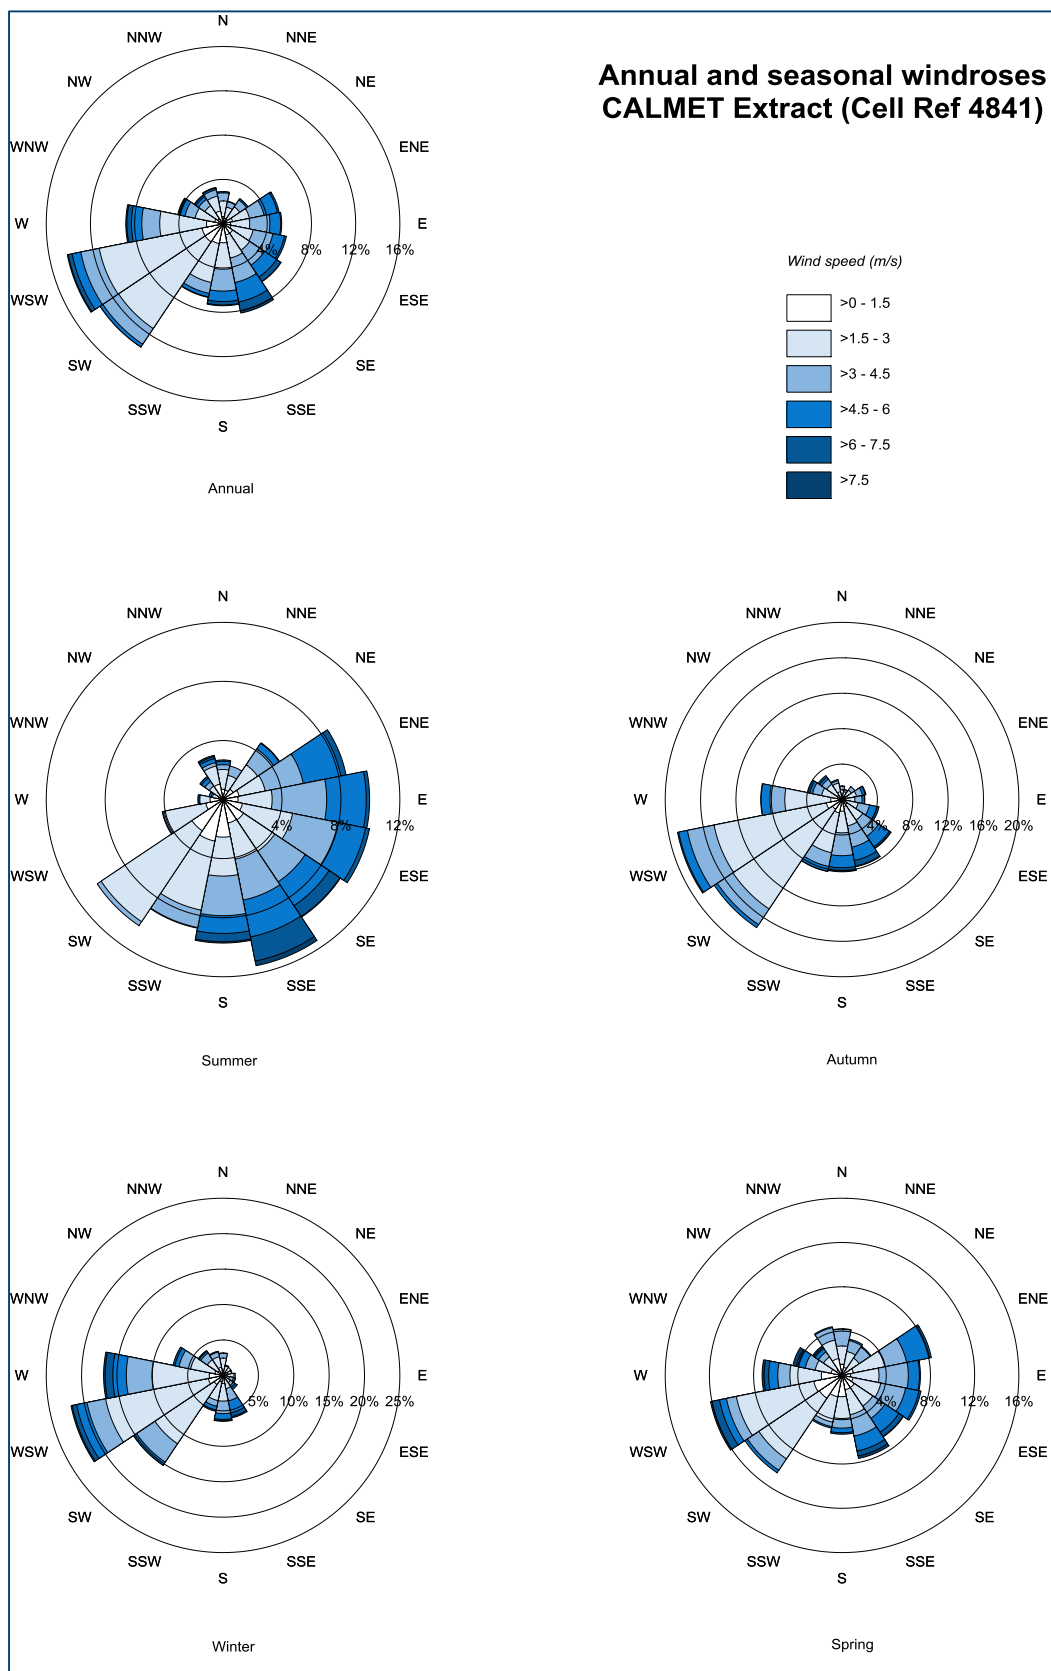 Annual and seasonal windroses
CALMET Extract (Cell Ref 4841)
N
NNW NNE
NW NE
WNW ENE
W E
4% 8% 12% 16%
WSW ESE
SW SE
SSW SSE
S
Annual
Wind speed (m/s)
>0 - 1.5
>1.5 - 3
>3 - 4.5
>4.5 - 6
>6 - 7.5
>7.5
N
NNW NNE
NW NE
WNW ENE
W E
4% 8% 12%
WSW ESE
SW SE
SSW SSE
S
Summer
N
NNW NNE
NW NE
WNW ENE
W E
4% 8% 12% 16% 20%
WSW ESE
SW SE
SSW SSE
S
Autumn
N
NNW NNE
NW NE
WNW ENE
W E
5% 10% 15% 20% 25%
WSW ESE
SW SE
SSW SSE
S
Winter
N
NNW NNE
NW NE
WNW ENE
W E
4% 8% 12% 16%
WSW ESE
SW SE
SSW SSE
S
Spring